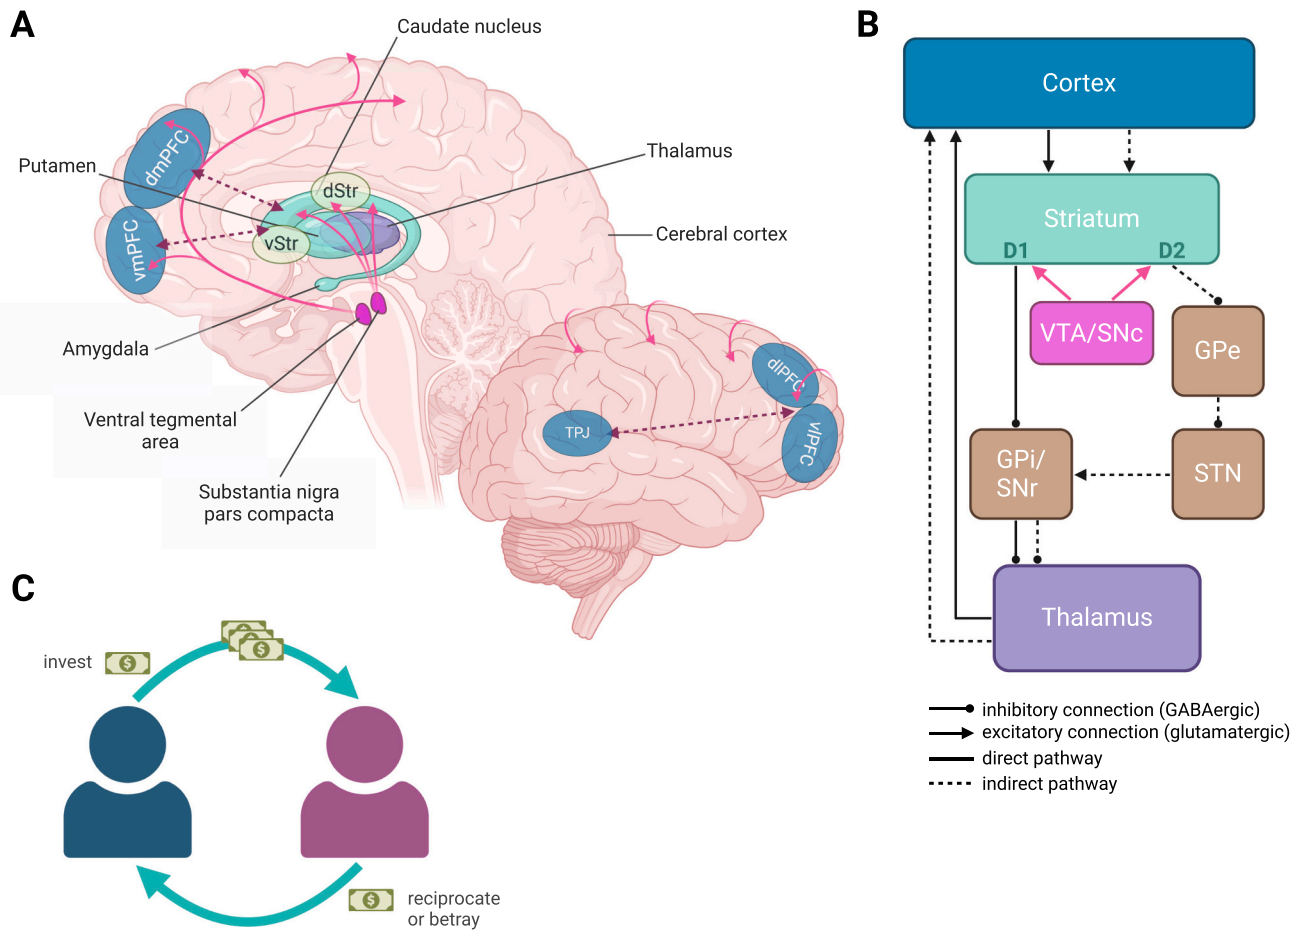 A
Caudate nucleus
dmPFC
Putamen
dStr
Thalamus
vmPFC
vStr
Cerebral cortex
Amygdala
Ventral tegmental
area
Substantia nigra
pars compacta
dlPFC
TPJ
vlPFC
B
Cortex
Striatum
D1
D2
VTA/SNc
GPe
GPi/
SNr
STN
Thalamus
inhibitory connection (GABAergic)
excitatory connection (glutamatergic)
direct pathway
indirect pathway
C
invest
$
$
$
reciprocate
or betray